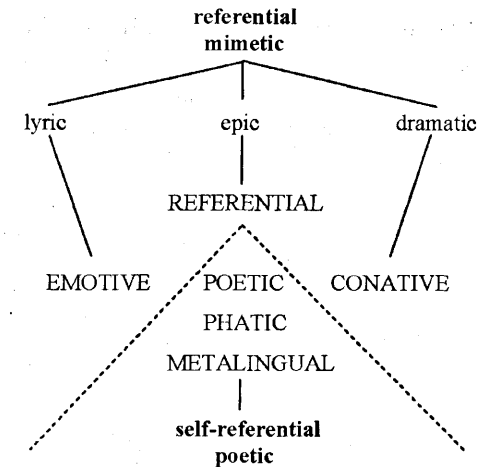 referential
mimetic
lyric epic dramatic
REFERENTIAL
EMOTIVE POETIC CONATIVE
PHATIC
METALINGUAL
self-referential
poetic